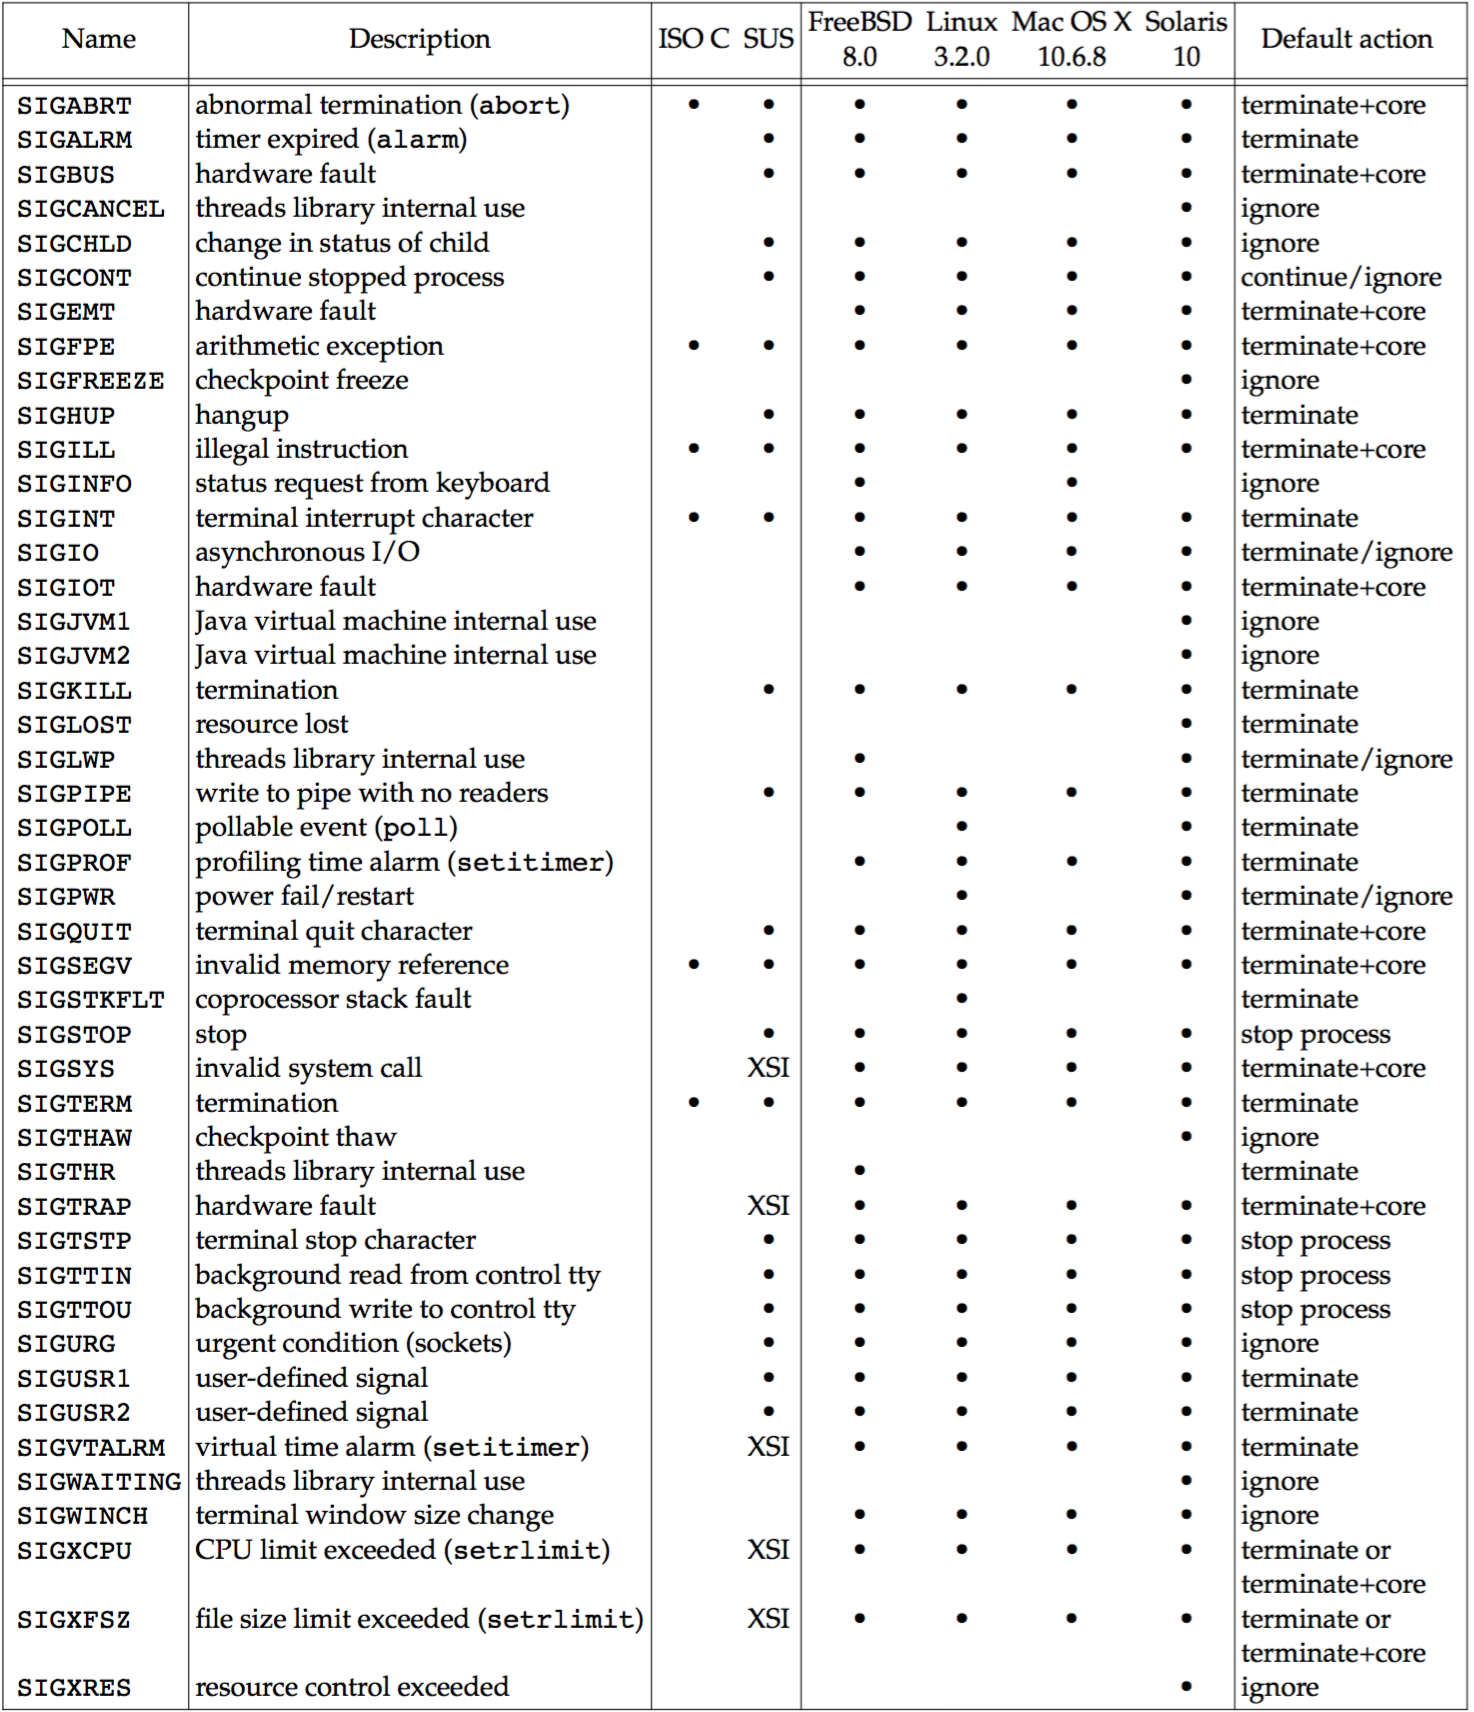 Name Description ISO C SUS FreeBSD 8.0 Linux 3.2.0 Mac OS X 10.6.8 Solaris 10 Default action
SIGABRT abnormal termination (abort) • • • • • • terminate+core
SIGALRM timer expired (alarm) • • • • • terminate
SIGBUS hardware fault • • • • • terminate+core
SIGCANCEL threads library internal use • ignore
SIGCHLD change in status of child • • • • • ignore
SIGCONT continue stopped process • • • • • continue/ignore
SIGEMT hardware fault • • • • terminate+core
SIGFPE arithmetic exception • • • • • • terminate+core
SIGFREEZE checkpoint freeze • ignore
SIGHUP hangup • • • • • terminate
SIGILL illegal instruction • • • • • • terminate+core
SIGINFO status request from keyboard • • ignore
SIGINT terminal interrupt character • • • • • • terminate
SIGIO asynchronous I/O • • • • terminate/ignore
SIGIOT hardware fault • • • • terminate+core
SIGJVM1 Java virtual machine internal use • ignore
SIGJVM2 Java virtual machine internal use • ignore
SIGKILL termination • • • • • terminate
SIGLOST resource lost • terminate
SIGLWP threads library internal use • • terminate/ignore
SIGPIPE write to pipe with no readers • • • • • terminate
SIGPOLL pollable event (poll) • • terminate
SIGPROF profiling time alarm (setitimer) • • • • terminate
SIGPWR power fail/restart • • terminate/ignore
SIGQUIT terminal quit character • • • • • terminate+core
SIGSEGV invalid memory reference • • • • • • terminate+core
SIGSTKFLT coprocessor stack fault • terminate
SIGSTOP stop • • • • • stop process
SIGSYS invalid system call XSI • • • • terminate+core
SIGTERM termination • • • • • • terminate
SIGTHAW checkpoint thaw • ignore
SIGTHR threads library internal use • terminate
SIGTRAP hardware fault XSI • • • • terminate+core
SIGTSTP terminal stop character • • • • • stop process
SIGTTIN background read from control tty • • • • • stop process
SIGTTOU background write to control tty • • • • • stop process
SIGURG urgent condition (sockets) • • • • • ignore
SIGUSR1 user-defined signal • • • • • terminate
SIGUSR2 user-defined signal • • • • • terminate
SIGVTALRM virtual time alarm (setitimer) XSI • • • • terminate
SIGWAITING threads library internal use • ignore
SIGWINCH terminal window size change • • • • ignore
SIGXCPU CPU limit exceeded (setrlimit) XSI • • • • terminate or
terminate+core
SIGXFSZ file size limit exceeded (setrlimit) XSI • • • • terminate or
terminate+core
SIGXRES resource control exceeded • ignore